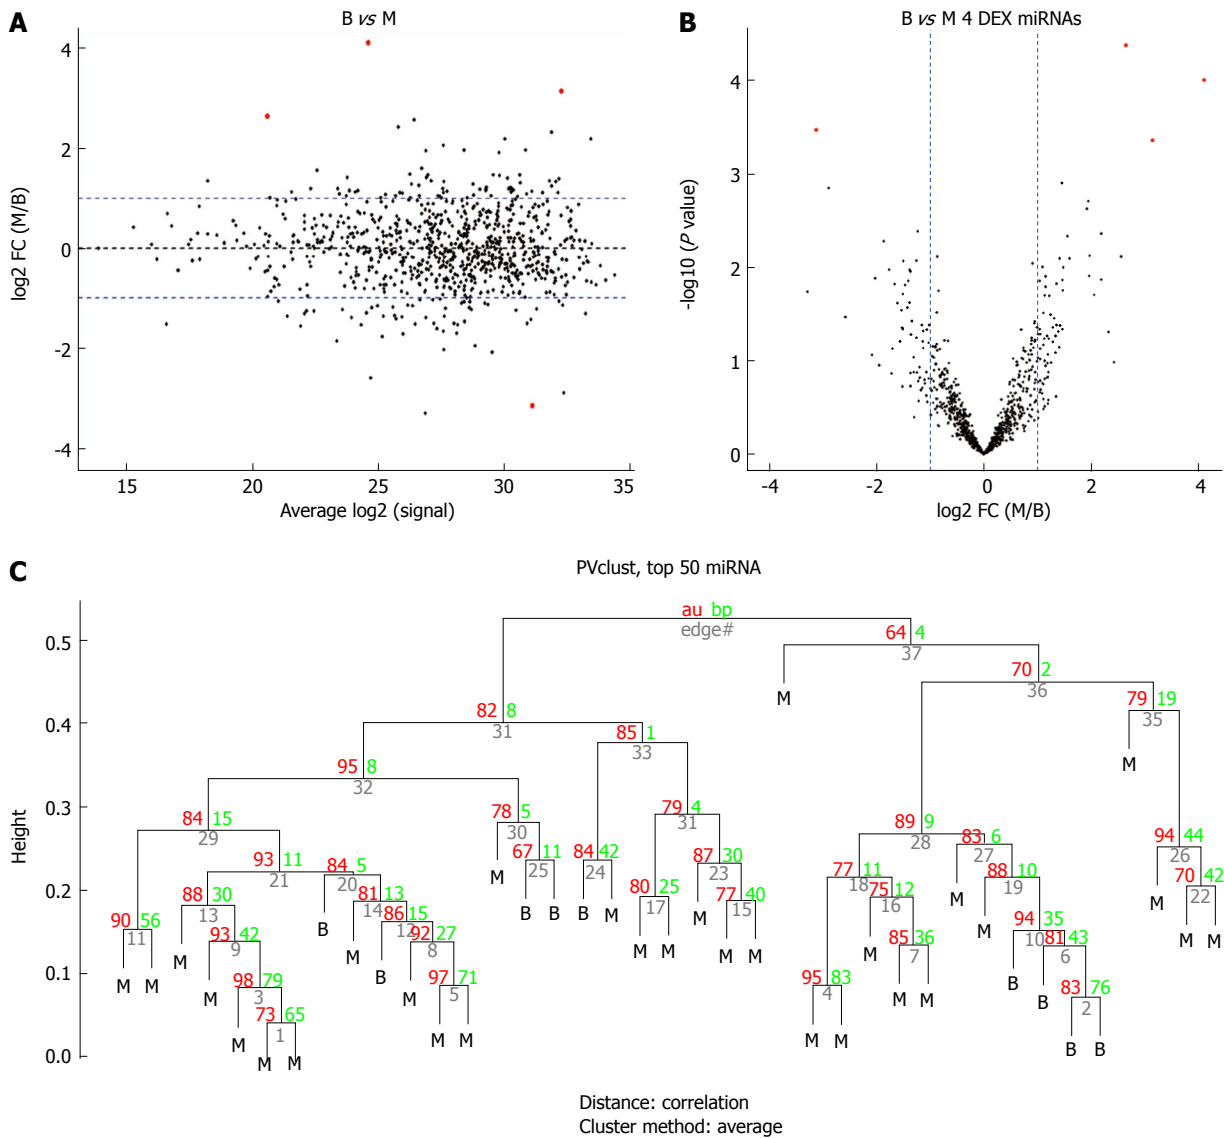 A
B vs M
log2 FC (M/B)
4
2
0
-2
-4
15 20 25 30 35
Average log2 (signal)
B
B vs M 4 DEX miRNAs
-log10 (P value)
4
3
2
1
0
-4 -2 0 2 4
log2 FC (M/B)
C
PVclust, top 50 miRNA
Height
0.5
0.4
0.3
0.2
0.1
0.0
au bp
edge#
64 4
37
M
70 2
36
79 19
35
M
82 8
31
85 1
33
95 8
32
84 15
29
78 5
30
M
67 11
25
B B
84 42
24
B M
79 4
31
80 25
17
M M
87 30
23
M
77 40
15
M M
93 11
21
90 56
11
M M
88 30
13
M
93 42
9
M
98 79
3
M
73 65
1
M M
84 5
20
B
81 13
14
M
86 15
12
B
92 27
8
M
97 71
5
M M
89 9
28
77 11
18
95 83
4
M M
75 12
16
M
85 36
7
M M
83 6
27
M
88 10
19
M
94 35
10
B
81 43
6
B
83 76
2
B B
94 44
26
M
70 42
22
M M
Distance: correlation
Cluster method: average